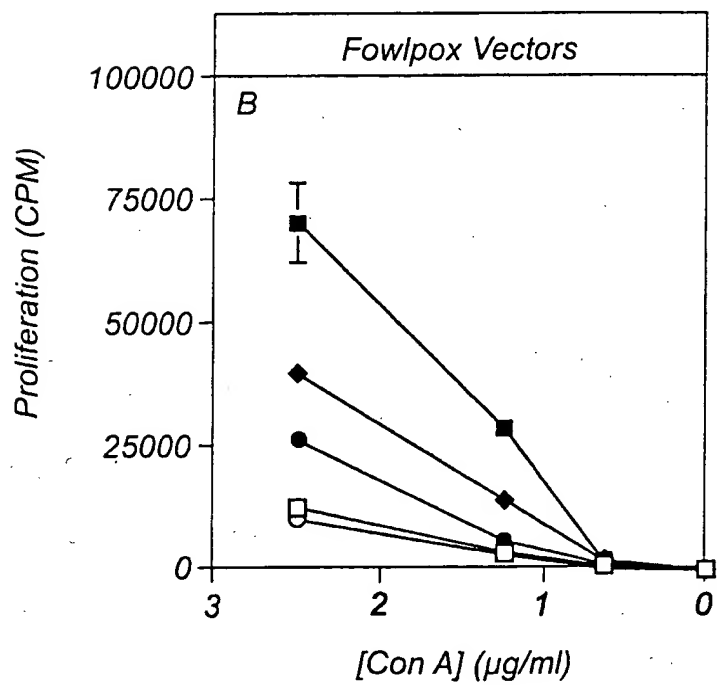 Fowlpox Vectors
B
Proliferation (CPM)
100000
75000
50000
25000
0
3
2
1
0
[Con A] (µg/ml)